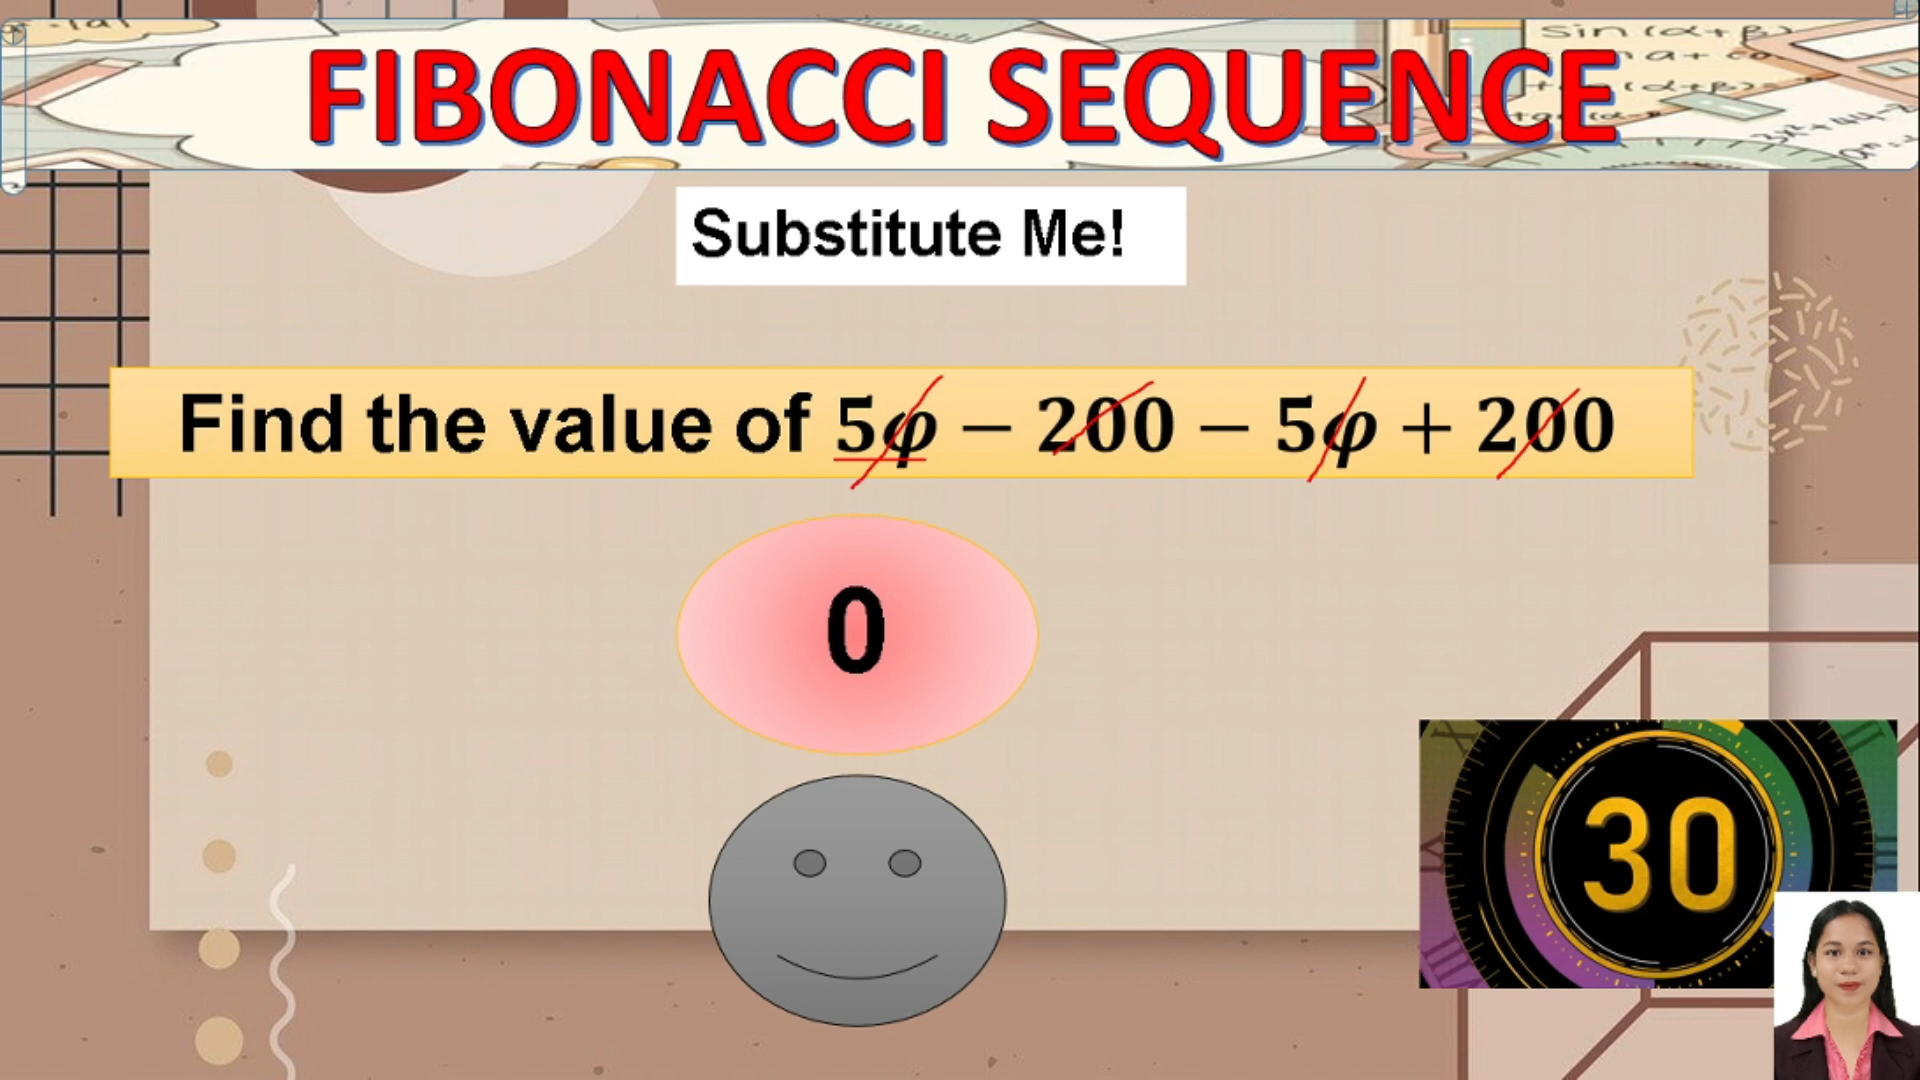 FIBONACCI SEQUENCE
Substitute Me!
Find the value of 5φ − 200 − 5φ + 200
0
30